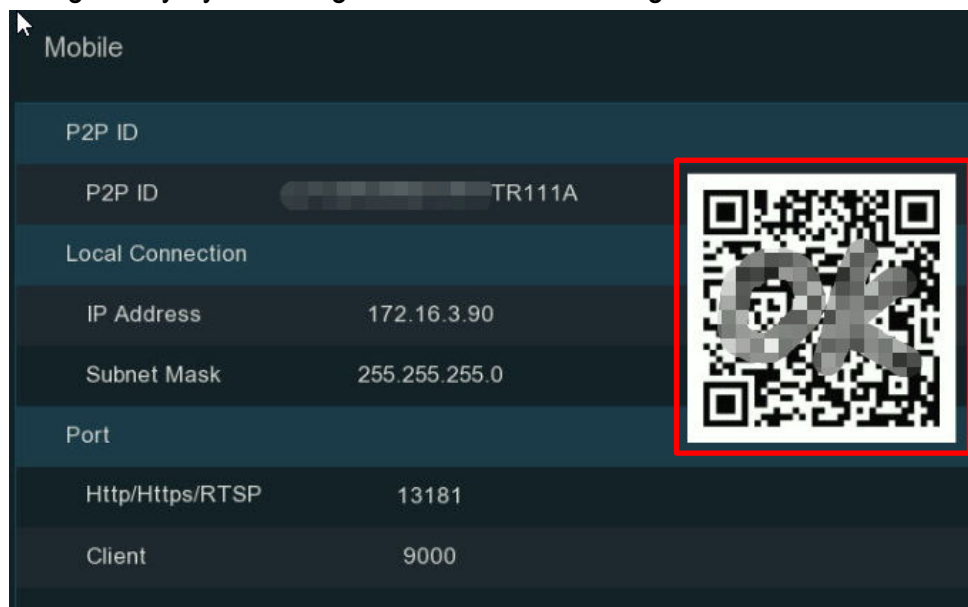 Mobile
P2P ID
P2P ID TR111A
Local Connection
IP Address 172.16.3.90
Subnet Mask 255.255.255.0
Port
Http/Https/RTSP 13181
Client 9000
OK